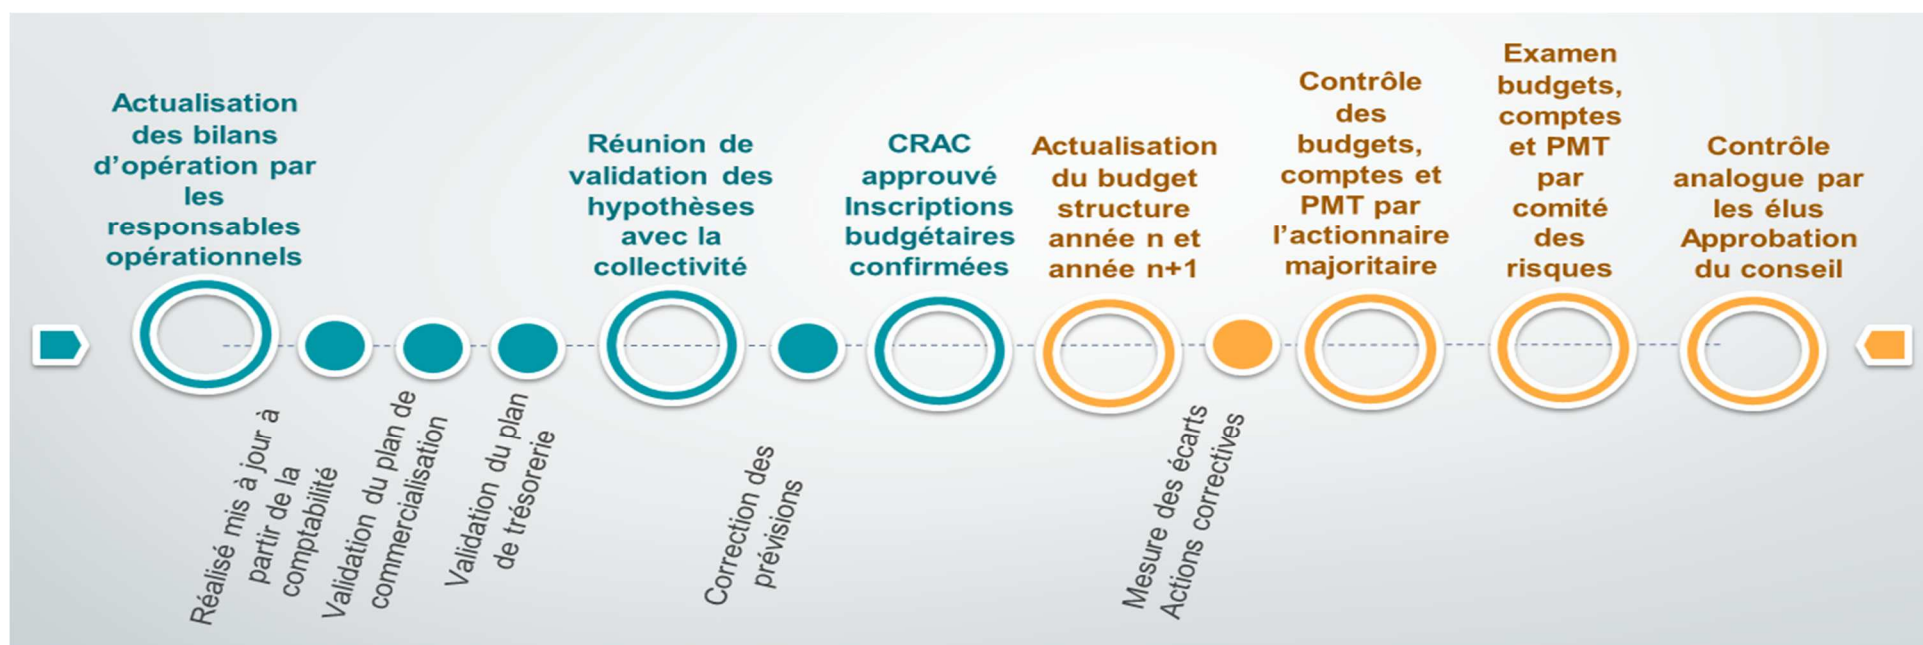 Actualisation
des bilans
d'opération par
les
responsables
opérationnels
Réalisé mis à jour à
partir de la
comptabilité
Validation du plan de
commercialisation
Validation du plan
de trésorerie
Réunion de
validation des
hypothèses
avec la
collectivité
Correction des
prévisions
CRAC
approuvé
Inscriptions
budgétaires
confirmées
Actualisation
du budget
structure
année n et
année n+1
Mesure des écarts
Actions correctives
Contrôle
des
budgets,
comptes et
PMT par
l'actionnaire
majoritaire
Examen
budgets,
comptes
et PMT
par
comité
des
risques
Contrôle
analogue par
les élus
Approbation
du conseil